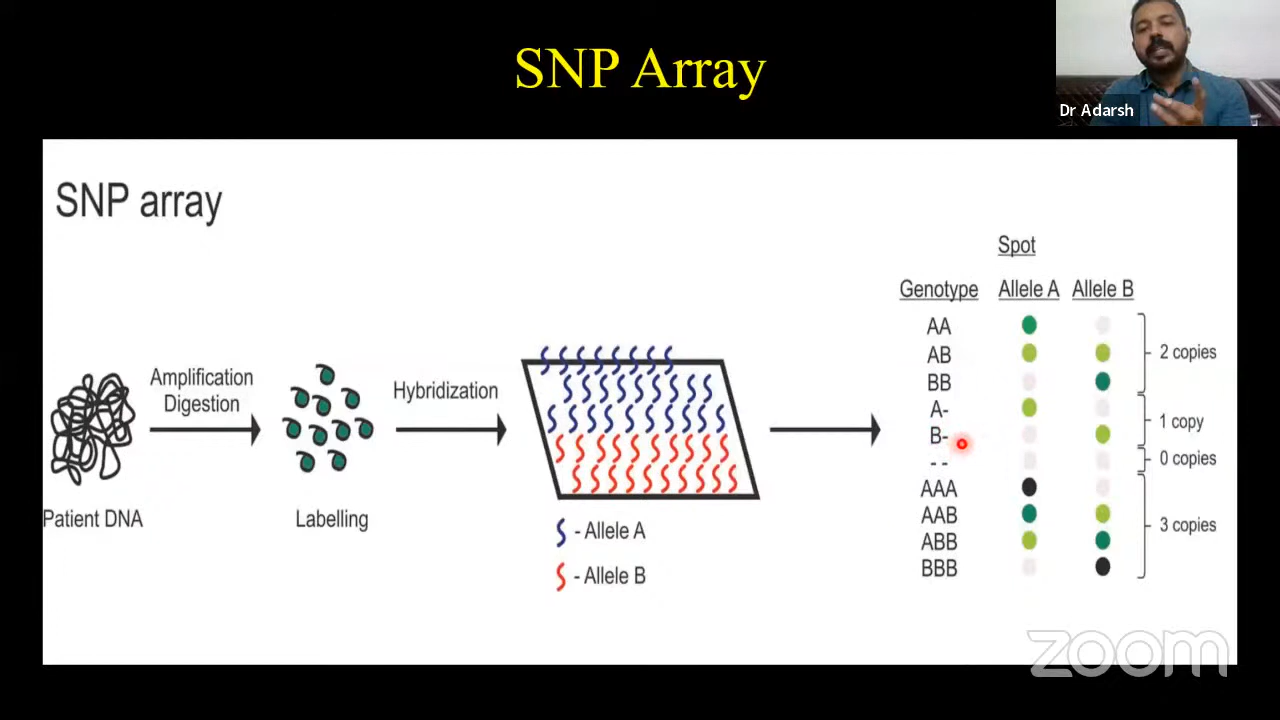 SNP Array
Dr Adarsh
SNP array
Spot
Genotype Allele A Allele B
AA
AB 2 copies
BB
A-
1 copy
B-
- - 0 copies
AAA
AAB
3 copies
ABB
BBB
Amplification
Digestion
Hybridization
Patient DNA
Labelling
- Allele A
- Allele B
zoom